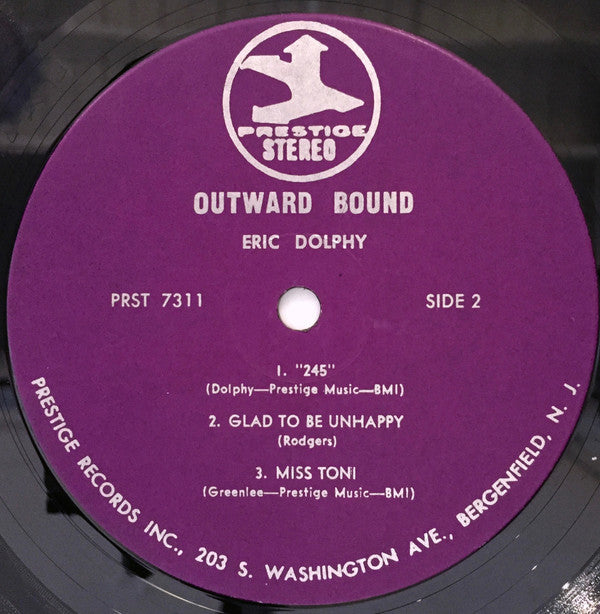 PRESTIGE
STEREO
OUTWARD BOUND
ERIC DOLPHY
PRST 7311
SIDE 2
1. "245"
(Dolphy—Prestige Music—BMI)
2. GLAD TO BE UNHAPPY
(Rodgers)
3. MISS TONI
(Greenlee—Prestige Music—BMI)
PRESTIGE RECORDS INC., 203 S. WASHINGTON AVE., BERGENFIELD, N. J.